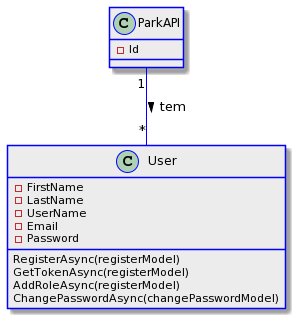 C ParkAPI
Id
1
tem
*
C User
FirstName
LastName
UserName
Email
Password
RegisterAsync(registerModel)
GetTokenAsync(registerModel)
AddRoleAsync(registerModel)
ChangePasswordAsync(changePasswordModel)